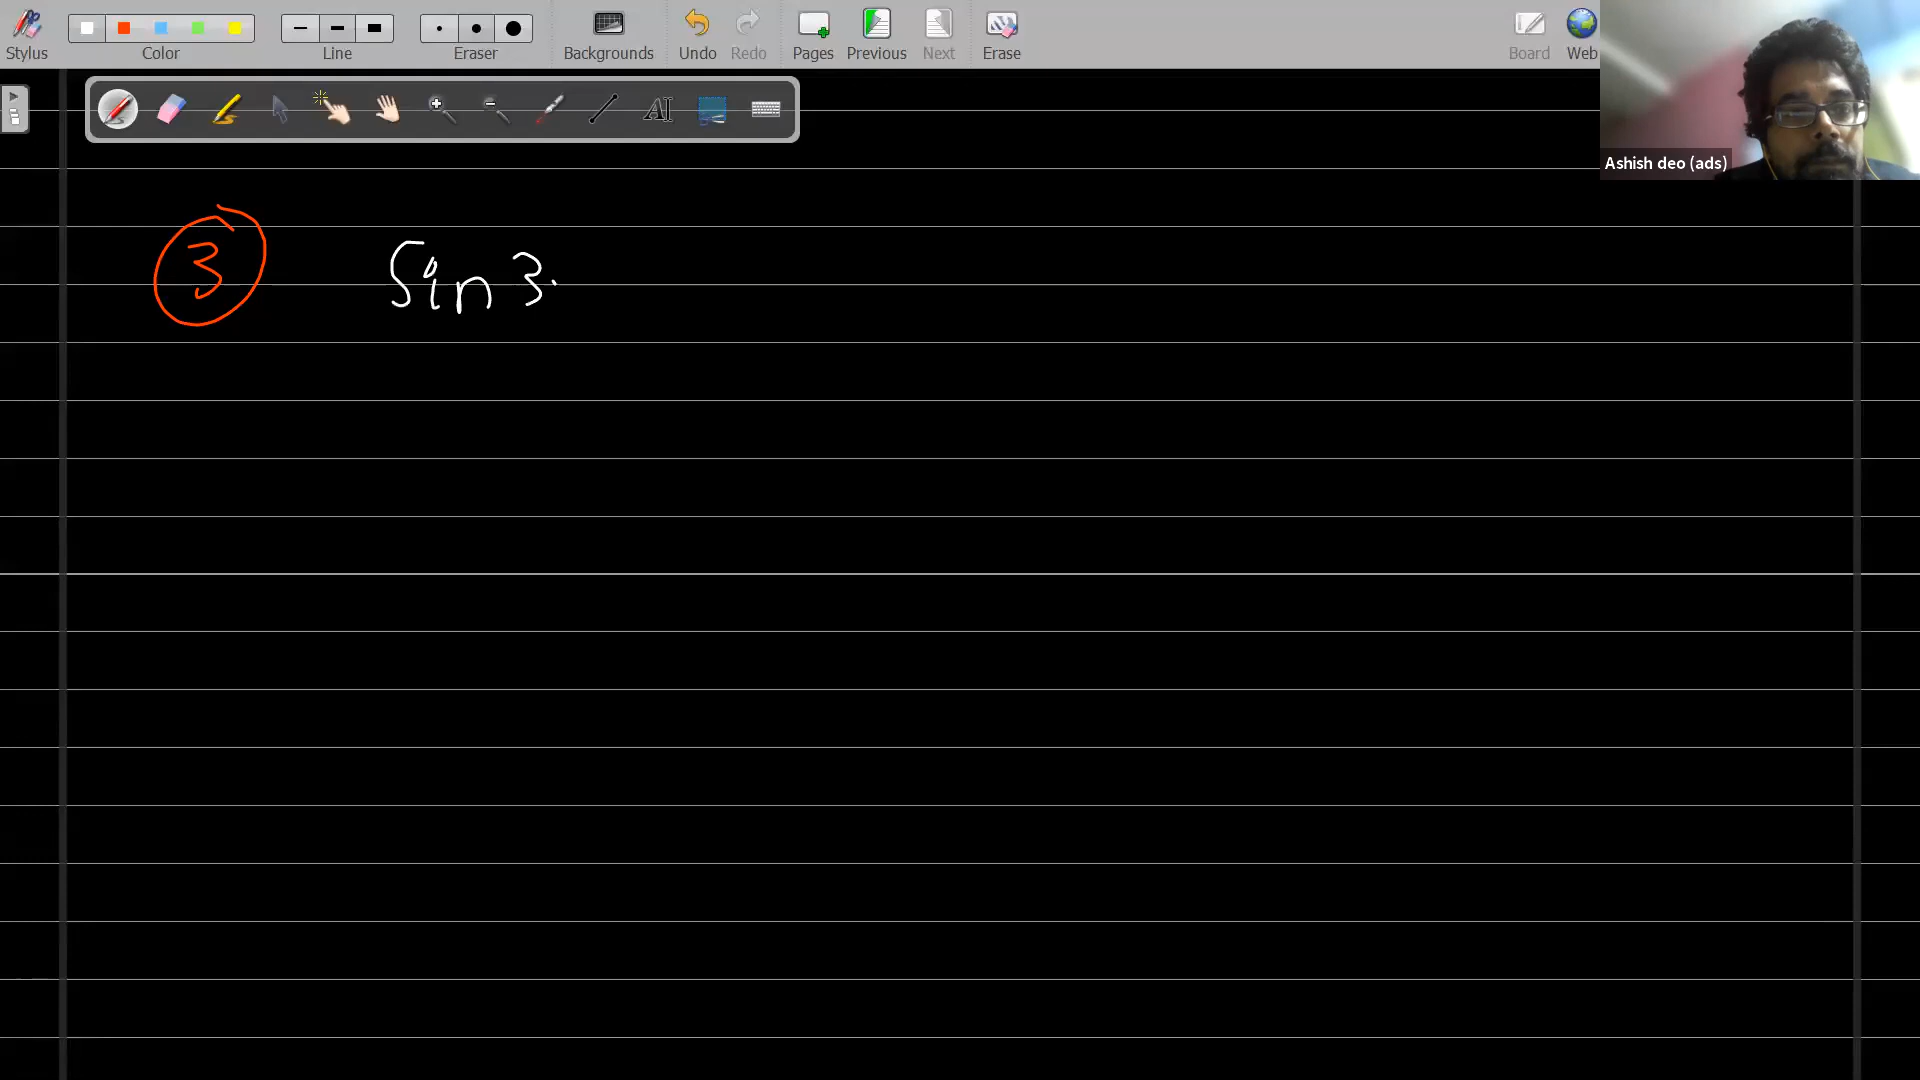 Stylus Color Line Eraser Backgrounds Undo Redo Pages Previous Next Erase Board Web
AI
Ashish deo (ads)
3 Sin 3.